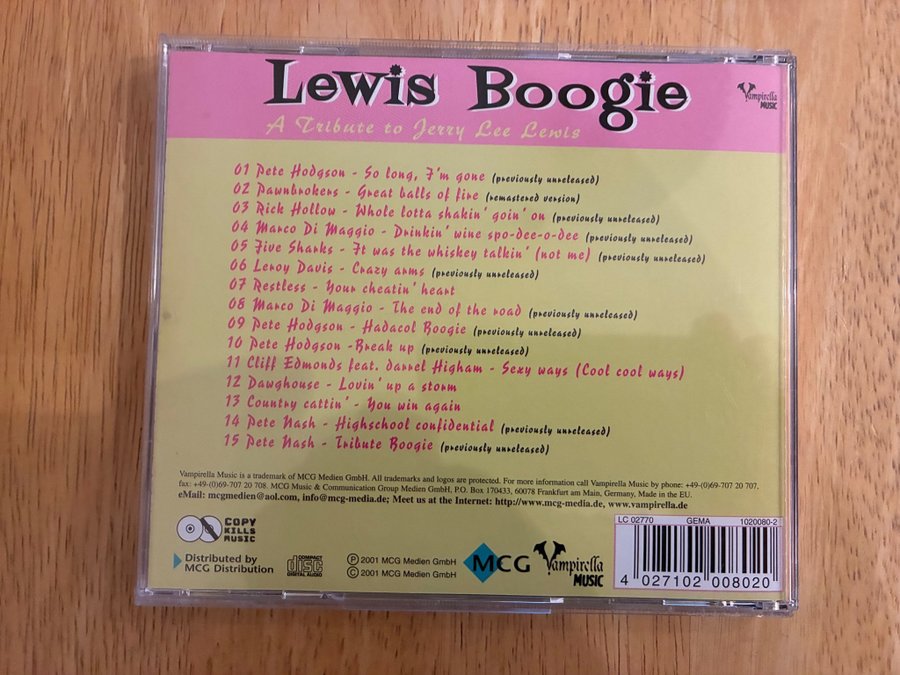 Lewis Boogie
Vampirella
MUSIC
A Tribute to Jerry Lee Lewis
01 Pete Hodgson - So long, I'm gone (previously unreleased)
02 Pawnbrokers - Great balls of fire (remastered version)
03 Rick Hollow - Whole lotta shakin' goin' on (previously unreleased)
04 Marco Di Maggio - Drinkin' wine spo-dee-o-dee (previously unreleased)
05 Five Sharks - It was the whiskey talkin' (not me) (previously unreleased)
06 Leroy Davis - Crazy arms (previously unreleased)
07 Restless - Your cheatin' heart
08 Marco Di Maggio - The end of the road (previously unreleased)
09 Pete Hodgson - Hadacol Boogie (previously unreleased)
10 Pete Hodgson -Break up (previously unreleased)
11 Cliff Edmonds feat. darrel Higham - Sexy ways (Cool cool ways)
12 Dawghouse - Lovin' up a storm
13 Country cattin' - You win again
14 Pete Nash - Highschool confidential (previously unreleased)
15 Pete Nash - Tribute Boogie (previously unreleased)
Vampirella Music is a trademark of MCG Medien GmbH. All trademarks and logos are protected. For more information call Vampirella Music by phone: +49-(0)69-707 20 707,
fax: +49-(0)69-707 20 708. MCG Music & Communication Group Medien GmbH, P.O. Box 170433, 60078 Frankfurt am Main, Germany, Made in the EU.
eMail: mcgmedien@aol.com, info@mcg-media.de; Meet us at the Internet: http://www.mcg-media.de, www.vampirella.de
COPY
KILLS
MUSIC
Distributed by
MCG Distribution
COMPACT
disc
DIGITAL AUDIO
Ⓟ 2001 MCG Medien GmbH
© 2001 MCG Medien GmbH
MCG
Vampirella
MUSIC
LC 02770 GEMA 1020080-2
4 027102 008020